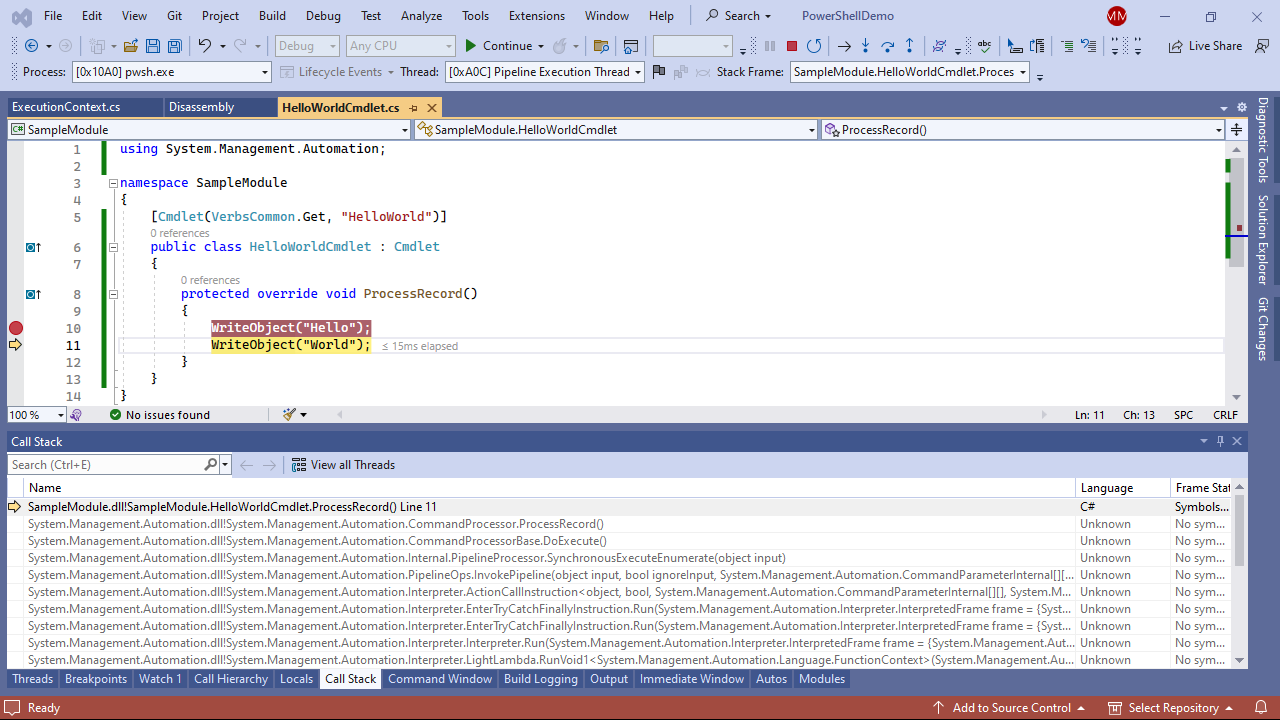 File Edit View Git Project Build Debug Test Analyze Tools Extensions Window Help Search PowerShellDemo MM
Debug Any CPU Continue Live Share
Process: [0x10A0] pwsh.exe Lifecycle Events Thread: [0xA0C] Pipeline Execution Thread Stack Frame: SampleModule.HelloWorldCmdlet.Proces
ExecutionContext.cs Disassembly HelloWorldCmdlet.cs
SampleModule SampleModule.HelloWorldCmdlet ProcessRecord()
1 using System.Management.Automation;
2
3 namespace SampleModule
4 {
5 [Cmdlet(VerbsCommon.Get, "HelloWorld")]
0 references
6 public class HelloWorldCmdlet : Cmdlet
7 {
0 references
8 protected override void ProcessRecord()
9 {
10 WriteObject("Hello");
11 WriteObject("World"); ≤ 15ms elapsed
12 }
13 }
14 }
Diagnostic Tools
Solution Explorer
Git Changes
100 % No issues found Ln: 11 Ch: 13 SPC CRLF
Call Stack
Search (Ctrl+E) View all Threads
Name Language Frame Stat
SampleModule.dll!SampleModule.HelloWorldCmdlet.ProcessRecord() Line 11 C# Symbols...
System.Management.Automation.dll!System.Management.Automation.CommandProcessor.ProcessRecord() Unknown No sym...
System.Management.Automation.dll!System.Management.Automation.CommandProcessorBase.DoExecute() Unknown No sym...
System.Management.Automation.dll!System.Management.Automation.Internal.PipelineProcessor.SynchronousExecuteEnumerate(object input) Unknown No sym...
System.Management.Automation.dll!System.Management.Automation.PipelineOps.InvokePipeline(object input, bool ignoreInput, System.Management.Automation.CommandParameterInternal[][... Unknown No sym...
System.Management.Automation.dll!System.Management.Automation.Interpreter.ActionCallInstruction<object, bool, System.Management.Automation.CommandParameterInternal[][], System.M... Unknown No sym...
System.Management.Automation.dll!System.Management.Automation.Interpreter.EnterTryCatchFinallyInstruction.Run(System.Management.Automation.Interpreter.InterpretedFrame frame = {Syst... Unknown No sym...
System.Management.Automation.dll!System.Management.Automation.Interpreter.EnterTryCatchFinallyInstruction.Run(System.Management.Automation.Interpreter.InterpretedFrame frame = {Syst... Unknown No sym...
System.Management.Automation.dll!System.Management.Automation.Interpreter.Interpreter.Run(System.Management.Automation.Interpreter.InterpretedFrame frame = {System.Management.Aut... Unknown No sym...
System.Management.Automation.dll!System.Management.Automation.Interpreter.LightLambda.RunVoid1<System.Management.Automation.Language.FunctionContext>(System.Management.Au... Unknown No sym...
Threads Breakpoints Watch 1 Call Hierarchy Locals Call Stack Command Window Build Logging Output Immediate Window Autos Modules
Ready Add to Source Control Select Repository